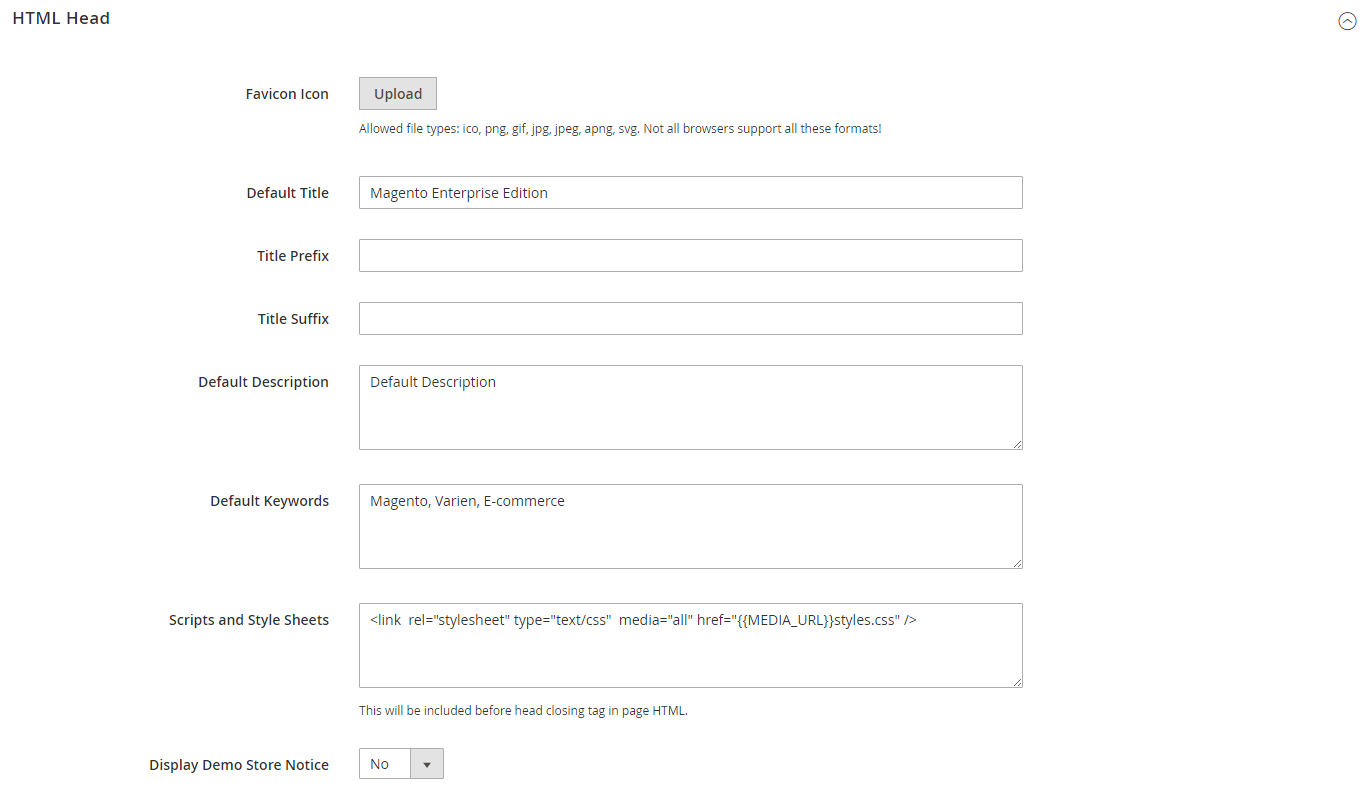 HTML Head
Favicon Icon
Upload
Allowed file types: ico, png, gif, jpg, jpeg, apng, svg. Not all browsers support all these formats!
Default Title
Magento Enterprise Edition
Title Prefix
Title Suffix
Default Description
Default Description
Default Keywords
Magento, Varien, E-commerce
Scripts and Style Sheets
<link  rel="stylesheet" type="text/css"  media="all" href="{{MEDIA_URL}}styles.css" />
This will be included before head closing tag in page HTML.
Display Demo Store Notice
No